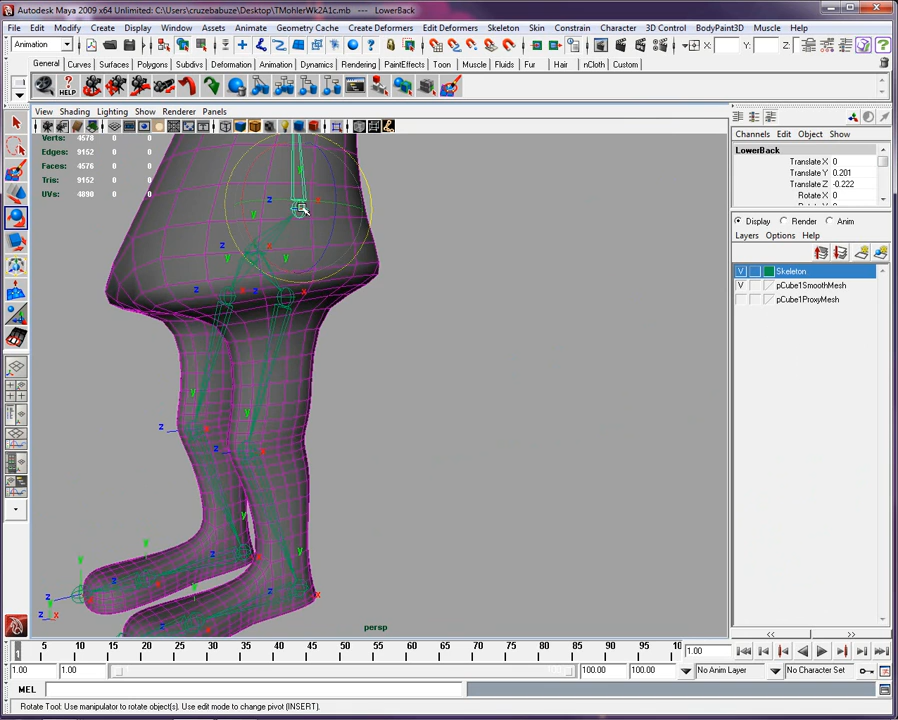 Autodesk Maya 2009 x64 Unlimited: C:\Users\cruzebabuze\Desktop\TMohlerWk2A1c.mb --- LowerBack
File Edit Modify Create Display Window Assets Animate Geometry Cache Create Deformers Edit Deformers Skeleton Skin Constrain Character 3D Control BodyPaint3D Muscle Help
Animation X: Y: Z:
General Curves Surfaces Polygons Subdivs Deformation Animation Dynamics Rendering PaintEffects Toon Muscle Fluids Fur Hair nCloth Custom
HELP
View Shading Lighting Show Renderer Panels
Channels Edit Object Show
Verts: 4578 0 0
Edges: 9152 0 0
Faces: 4576 0 0
Tris: 9152 0 0
UVs: 4890 0 0
LowerBack
Translate X 0
Translate Y 0.201
Translate Z -0.222
Rotate X 0
Display Render Anim
Layers Options Help
V Skeleton
V pCube1SmoothMesh
pCube1ProxyMesh
persp
5 10 15 20 25 30 35 40 45 50 55 60 65 70 75 80 85 90 95 100 1.00
1.00 1.00 100.00 100.00 No Anim Layer No Character Set
MEL
Rotate Tool: Use manipulator to rotate object(s). Use edit mode to change pivot (INSERT).